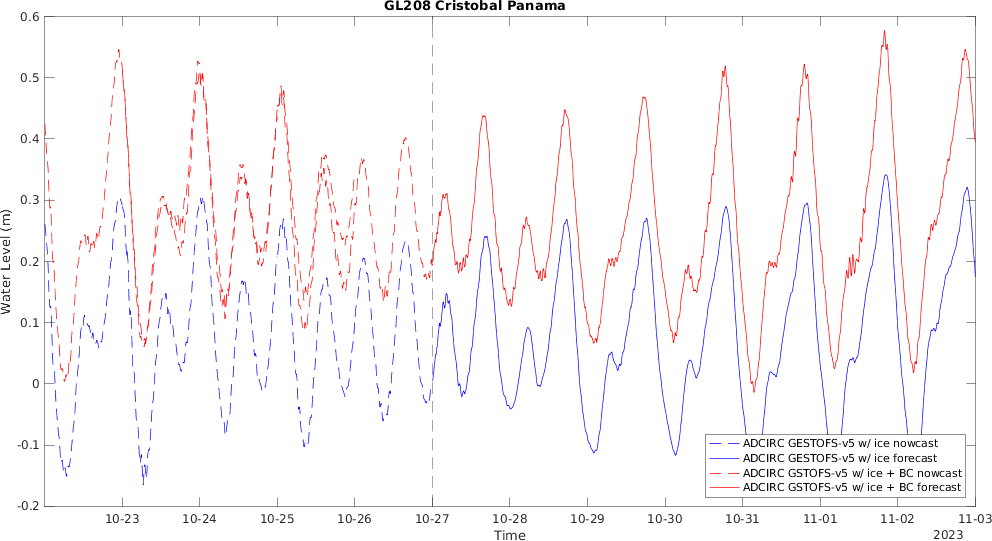 GL208 Cristobal Panama
0.6
0.5
0.4
0.3
0.2
0.1
0
-0.1
-0.2
Water Level (m)
ADCIRC GESTOFS-v5 w/ ice nowcast
ADCIRC GESTOFS-v5 w/ ice forecast
ADCIRC GSTOFS-v5 w/ ice + BC nowcast
ADCIRC GSTOFS-v5 w/ ice + BC forecast
10-23 10-24 10-25 10-26 10-27 10-28 10-29 10-30 10-31 11-01 11-02 11-03
Time
2023